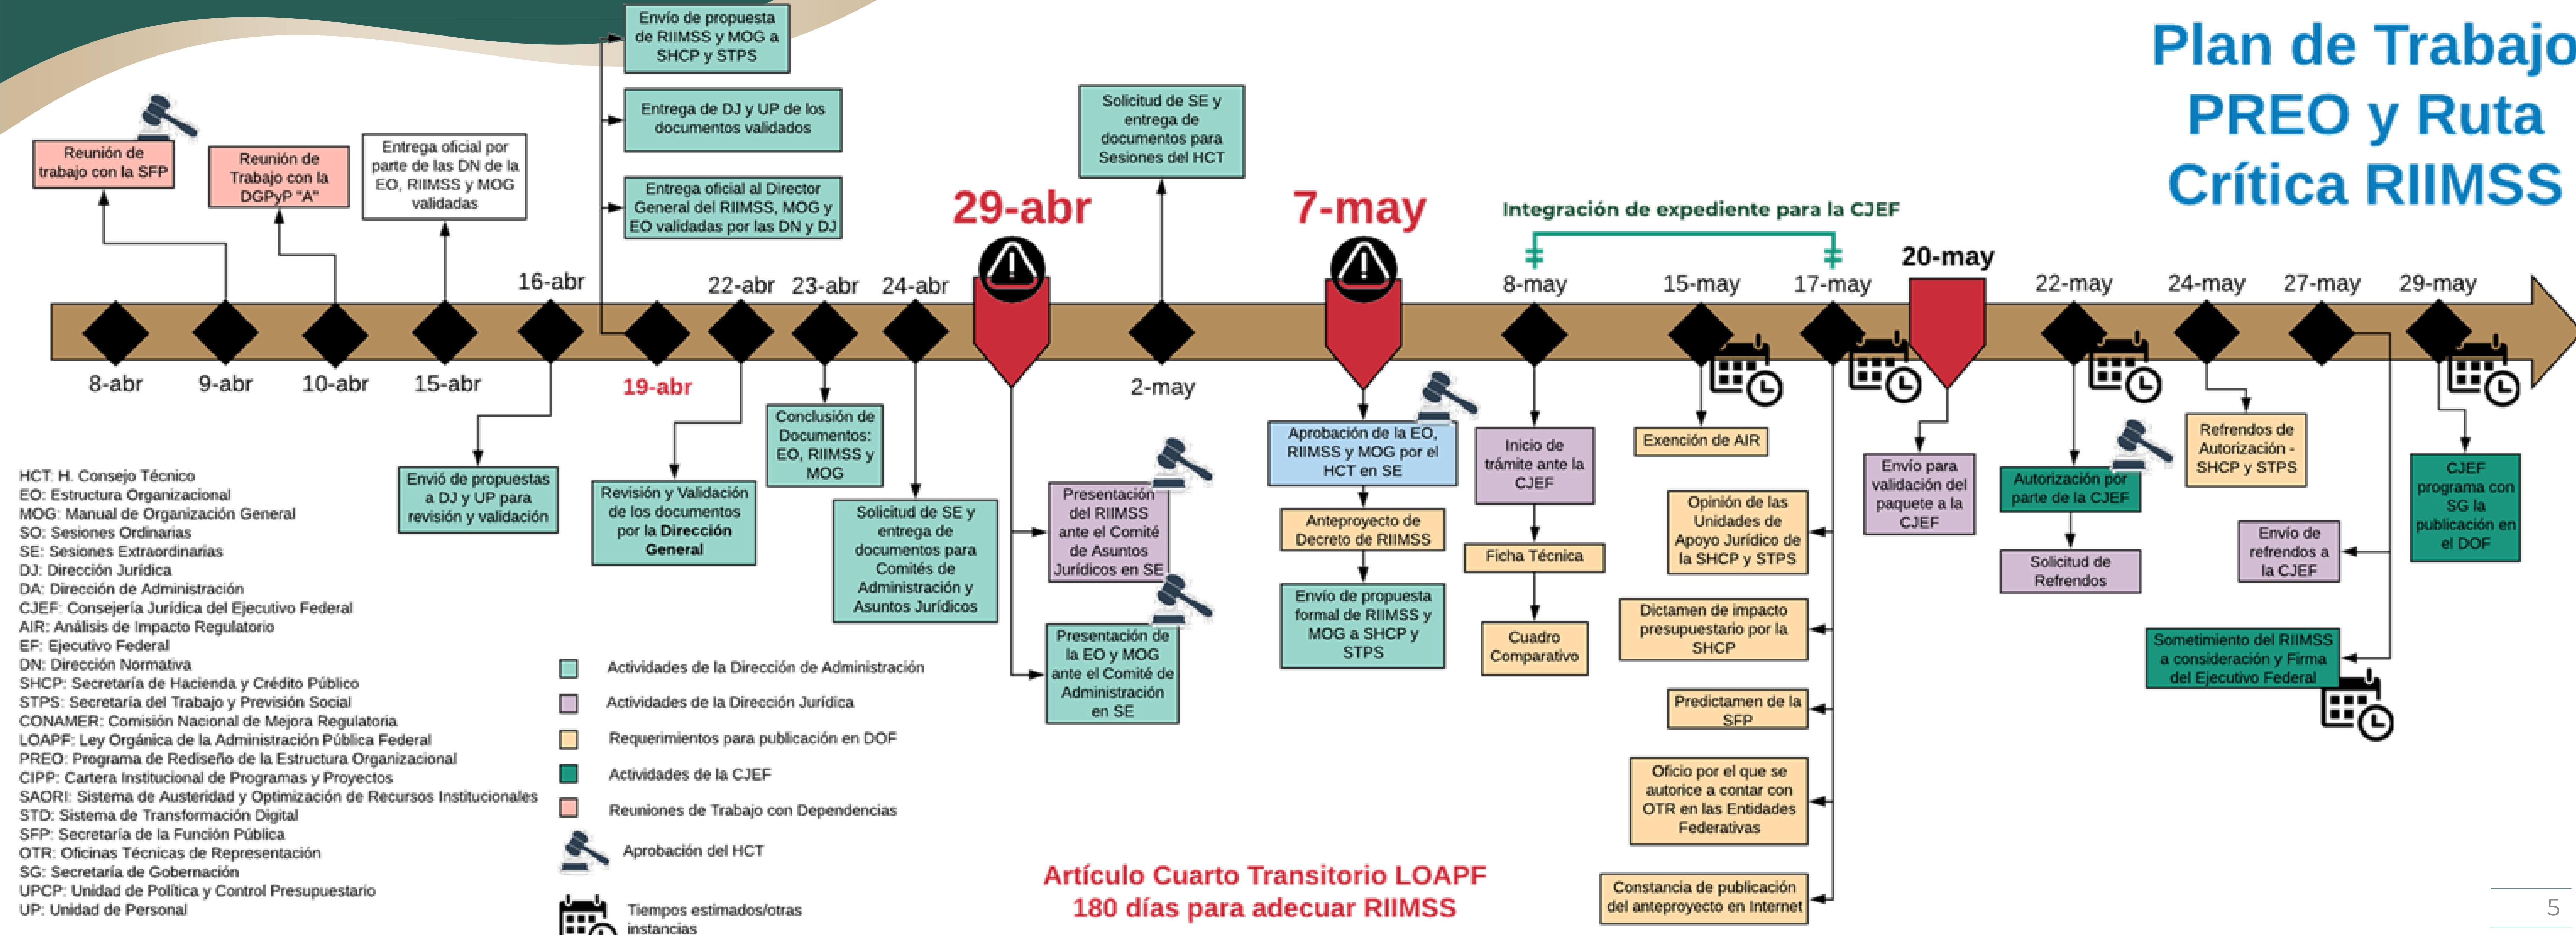 Plan de Trabajo
PREO y Ruta
Crítica RIIMSS
Envío de propuesta
de RIIMSS y MOG a
SHCP y STPS
Entrega de DJ y UP de los
documentos validados
Entrega oficial al Director
General del RIIMSS, MOG y
EO validadas por las DN y DJ
Reunión de
trabajo con la SFP
Reunión de
Trabajo con la
DGPyP "A"
Entrega oficial por
parte de las DN de la
EO, RIIMSS y MOG
validadas
Solicitud de SE y
entrega de
documentos para
Sesiones del HCT
29-abr
7-may
Integración de expediente para la CJEF
16-abr
22-abr
23-abr
24-abr
8-may
15-may
17-may
20-may
22-may
24-may
27-may
29-may
8-abr
9-abr
10-abr
15-abr
19-abr
2-may
Envió de propuestas
a DJ y UP para
revisión y validación
Revisión y Validación
de los documentos
por la Dirección
General
Conclusión de
Documentos:
EO, RIIMSS y
MOG
Solicitud de SE y
entrega de
documentos para
Comités de
Administración y
Asuntos Jurídicos
Presentación
del RIIMSS
ante el Comité
de Asuntos
Jurídicos en SE
Presentación de
la EO y MOG
ante el Comité de
Administración
en SE
Aprobación de la EO,
RIIMSS y MOG por el
HCT en SE
Anteproyecto de
Decreto de RIIMSS
Envío de propuesta
formal de RIIMSS y
MOG a SHCP y
STPS
Inicio de
trámite ante la
CJEF
Ficha Técnica
Cuadro
Comparativo
Exención de AIR
Opinión de las
Unidades de
Apoyo Jurídico de
la SHCP y STPS
Dictamen de impacto
presupuestario por la
SHCP
Predictamen de la
SFP
Oficio por el que se
autorice a contar con
OTR en las Entidades
Federativas
Constancia de publicación
del anteproyecto en Internet
Envío para
validación del
paquete a la
CJEF
Autorización por
parte de la CJEF
Solicitud de
Refrendos
Refrendos de
Autorización -
SHCP y STPS
Envío de
refrendos a
la CJEF
Sometimiento del RIIMSS
a consideración y Firma
del Ejecutivo Federal
CJEF
programa con
SG la
publicación en
el DOF
HCT: H. Consejo Técnico
EO: Estructura Organizacional
MOG: Manual de Organización General
SO: Sesiones Ordinarias
SE: Sesiones Extraordinarias
DJ: Dirección Jurídica
DA: Dirección de Administración
CJEF: Consejería Jurídica del Ejecutivo Federal
AIR: Análisis de Impacto Regulatorio
EF: Ejecutivo Federal
DN: Dirección Normativa
SHCP: Secretaría de Hacienda y Crédito Público
STPS: Secretaría del Trabajo y Previsión Social
CONAMER: Comisión Nacional de Mejora Regulatoria
LOAPF: Ley Orgánica de la Administración Pública Federal
PREO: Programa de Rediseño de la Estructura Organizacional
CIPP: Cartera Institucional de Programas y Proyectos
SAORI: Sistema de Austeridad y Optimización de Recursos Institucionales
STD: Sistema de Transformación Digital
SFP: Secretaría de la Función Pública
OTR: Oficinas Técnicas de Representación
SG: Secretaría de Gobernación
UPCP: Unidad de Política y Control Presupuestario
UP: Unidad de Personal
Actividades de la Dirección de Administración
Actividades de la Dirección Jurídica
Requerimientos para publicación en DOF
Actividades de la CJEF
Reuniones de Trabajo con Dependencias
Aprobación del HCT
Tiempos estimados/otras
instancias
Artículo Cuarto Transitorio LOAPF
180 días para adecuar RIIMSS
5